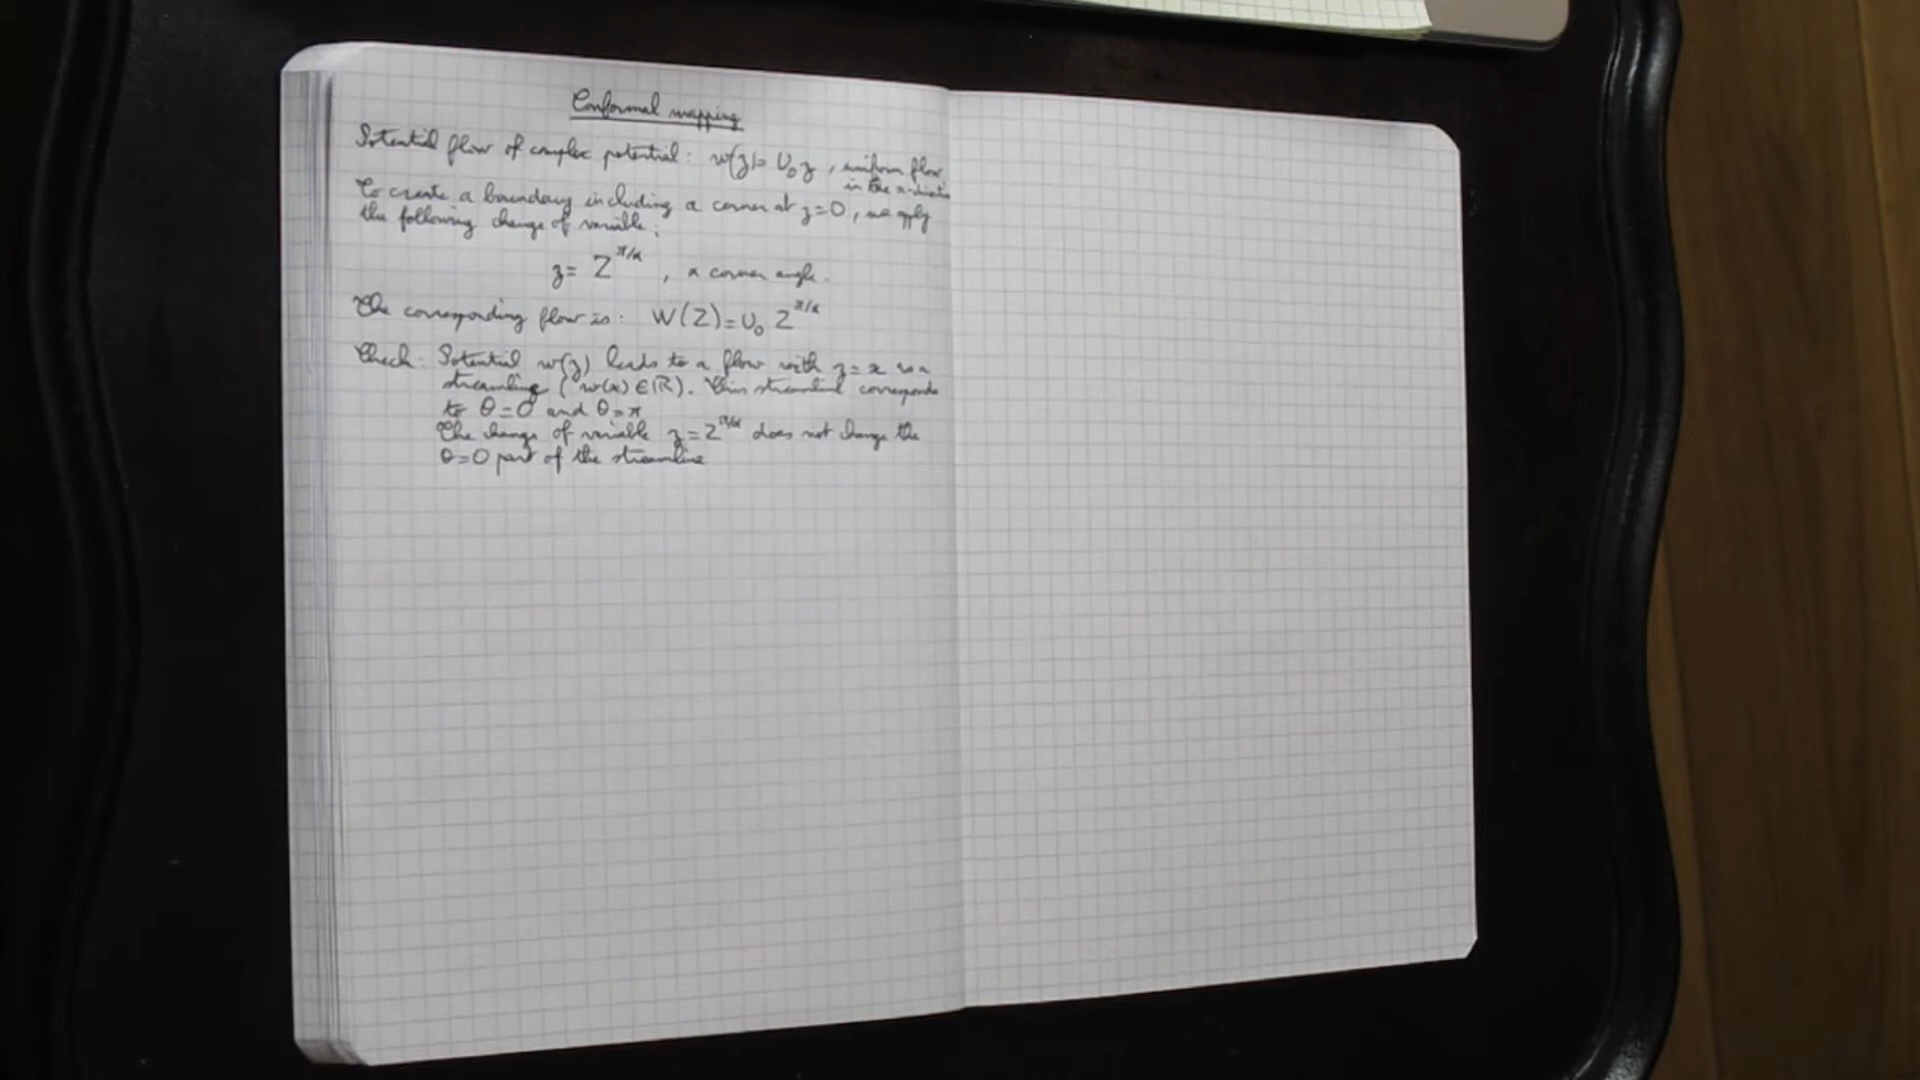 Conformal mapping
Potential flow of complex potential: w(z)= U₀z, uniform flow
in the x-directio
To create a boundary including a corner at z=0, we apply
the following change of variable:
z= Z^π/α , α corner angle.
The corresponding flow is: W(Z)=U₀ Z^π/α
Check: Potential w(z) leads to a flow with z=x as a
streamline (w(x)∈ℝ). This streamline corresponds
to θ=0 and θ=π
The change of variable z=Z^π/α does not change the
θ=0 part of the streamline